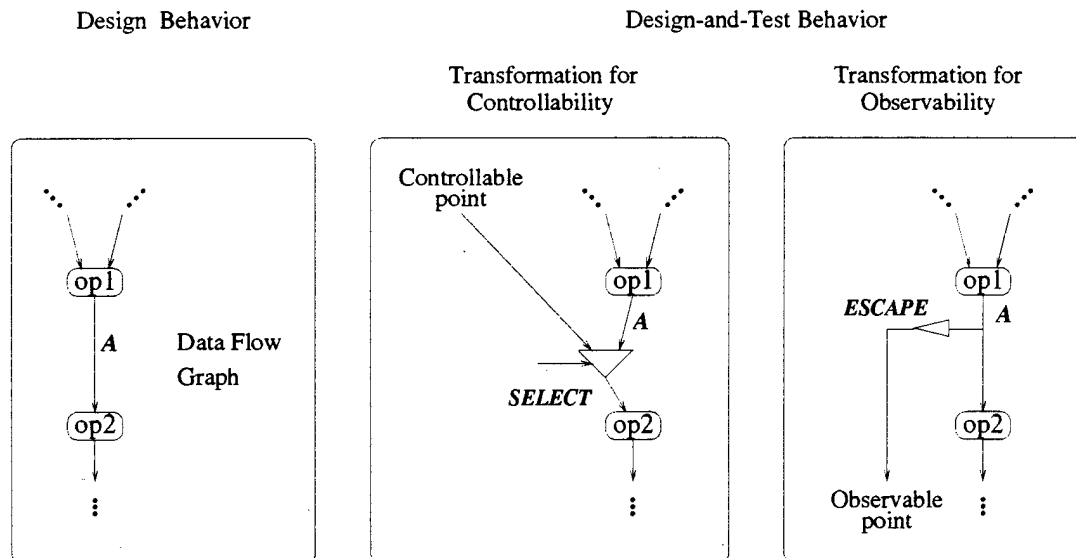 Design Behavior
Design-and-Test Behavior
Transformation for
Controllability
Transformation for
Observability
op1
A
Data Flow
Graph
op2
Controllable
point
op1
A
SELECT
op2
op1
ESCAPE
A
op2
Observable
point